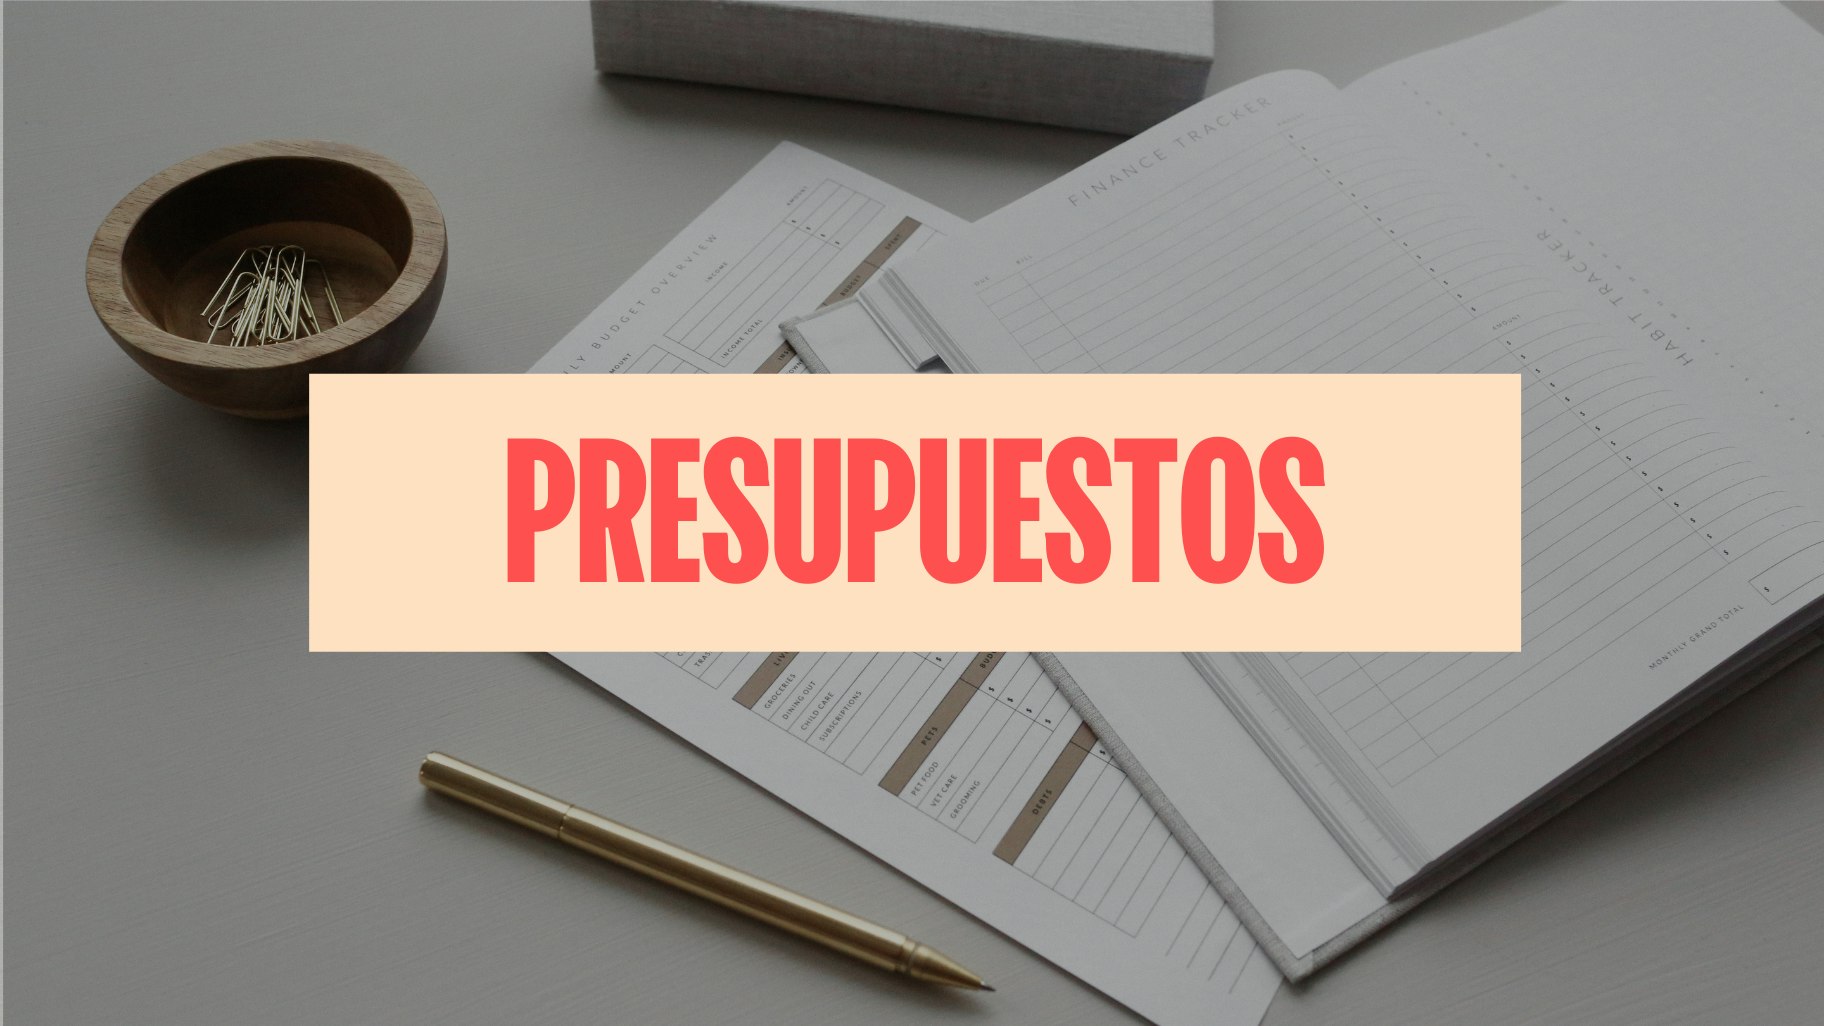 FINANCE TRACKER
HABIT TRACKER
AMOUNT
LY BUDGET OVERVIEW
INCOME
SPENT
BUDGET
DUE
BILL
INCOME TOTAL
AMOUNT
AMOUNT
PRESUPUESTOS
MONTHLY GRAND TOTAL
GROCERIES
DINING OUT
CHILD CARE
SUBSCRIPTIONS
PETS
PET FOOD
VET CARE
GROOMING
DEBTS